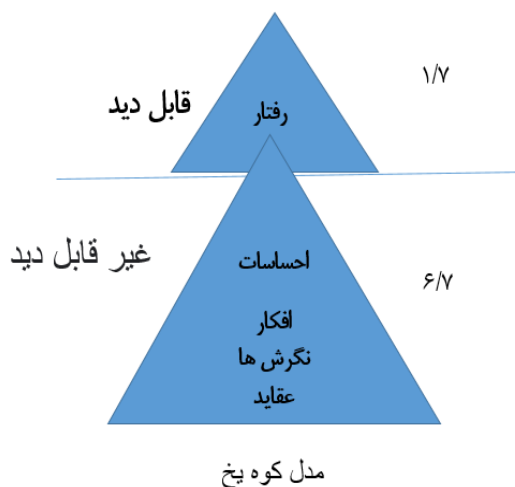 ۱/۷
قابل دید
رفتار
غیر قابل دید
احساسات
۶/۷
افکار
نگرش ها
عقاید
مدل کوه یخ